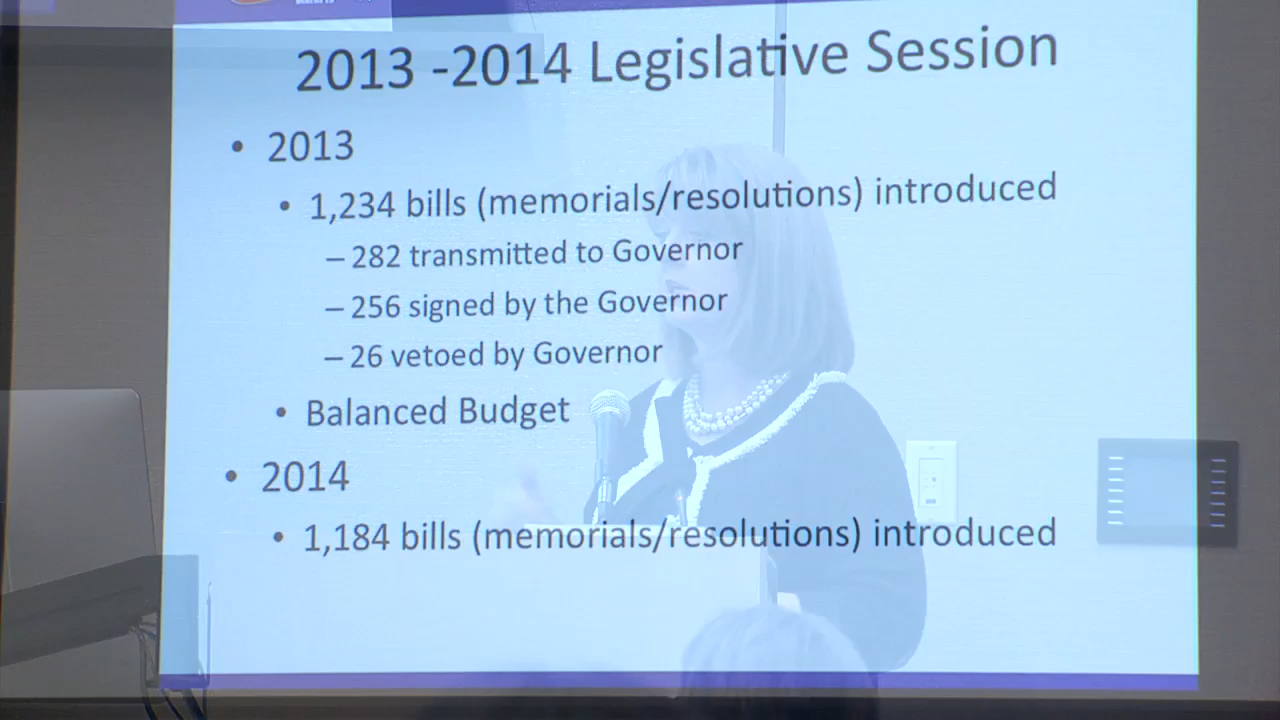 2013 -2014 Legislative Session
• 2013
• 1,234 bills (memorials/resolutions) introduced
– 282 transmitted to Governor
– 256 signed by the Governor
– 26 vetoed by Governor
• Balanced Budget
• 2014
• 1,184 bills (memorials/resolutions) introduced